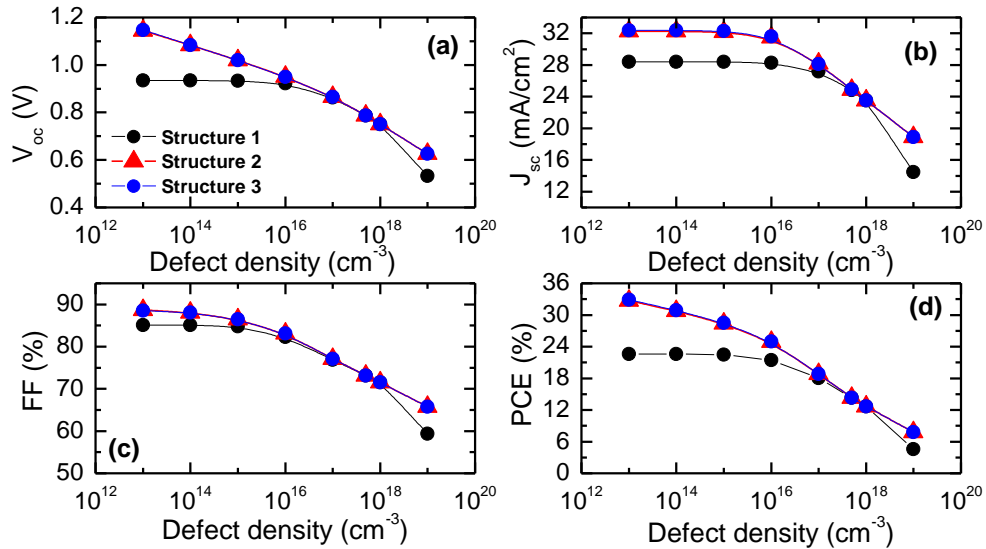 1.2
1.0
0.8
0.6
0.4
V_oc (V)
(a)
Structure 1
Structure 2
Structure 3
10^12 10^14 10^16 10^18 10^20
Defect density (cm^-3)
32
28
24
20
16
12
J_sc (mA/cm^2)
(b)
10^12 10^14 10^16 10^18 10^20
Defect density (cm^-3)
90
80
70
60
50
FF (%)
(c)
10^12 10^14 10^16 10^18 10^20
Defect density (cm^-3)
36
30
24
18
12
6
0
PCE (%)
(d)
10^12 10^14 10^16 10^18 10^20
Defect density (cm^-3)